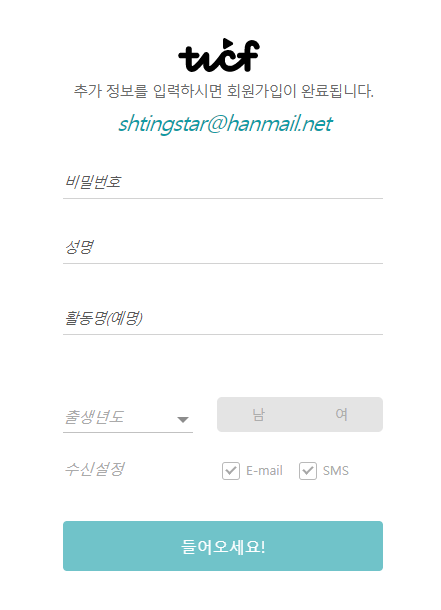 tucf
추가 정보를 입력하시면 회원가입이 완료됩니다.
shtingstar@hanmail.net
비밀번호
성명
활동명(예명)
출생년도 남 여
수신설정 E-mail SMS
들어오세요!